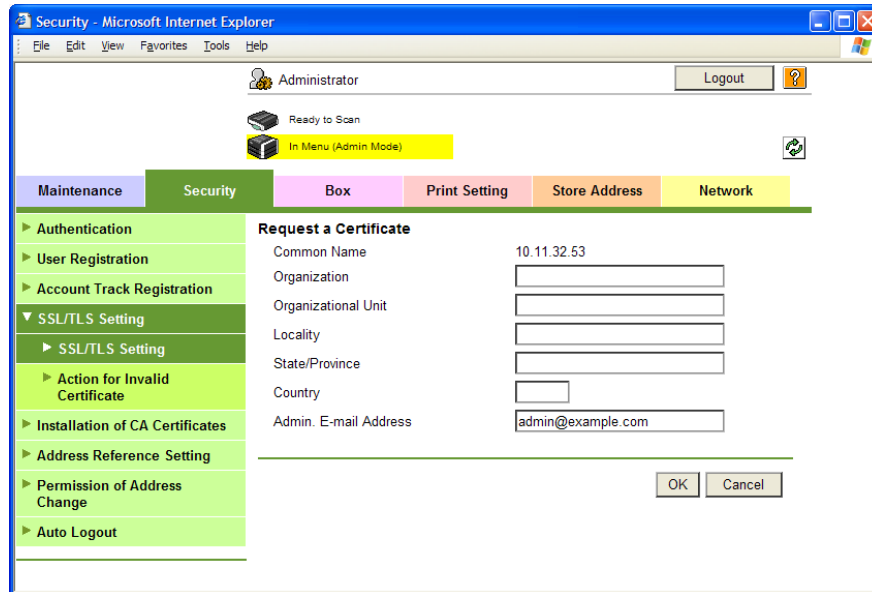 Security - Microsoft Internet Explorer
File Edit View Favorites Tools Help
Administrator Logout ?
Ready to Scan
In Menu (Admin Mode)
Maintenance Security Box Print Setting Store Address Network
Authentication
User Registration
Account Track Registration
SSL/TLS Setting
SSL/TLS Setting
Action for Invalid
Certificate
Installation of CA Certificates
Address Reference Setting
Permission of Address
Change
Auto Logout
Request a Certificate
Common Name 10.11.32.53
Organization
Organizational Unit
Locality
State/Province
Country
Admin. E-mail Address admin@example.com
OK Cancel